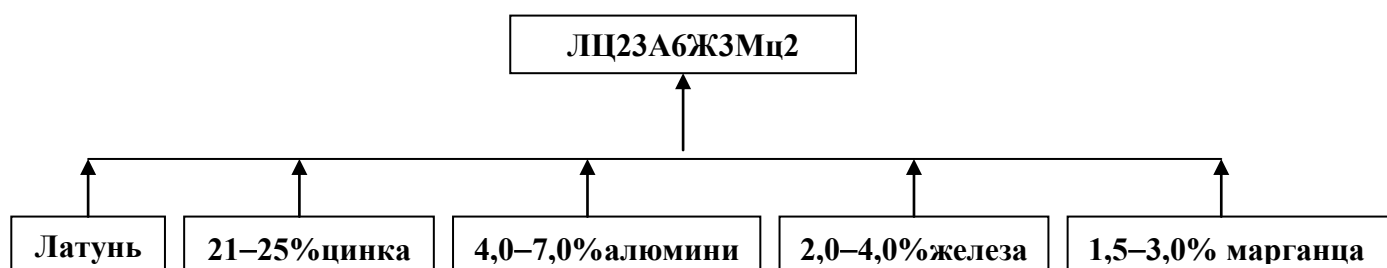 ЛЦ23А6Ж3Мц2
Латунь
21–25%цинка
4,0–7,0%алюмини
2,0–4,0%железа
1,5–3,0% марганца